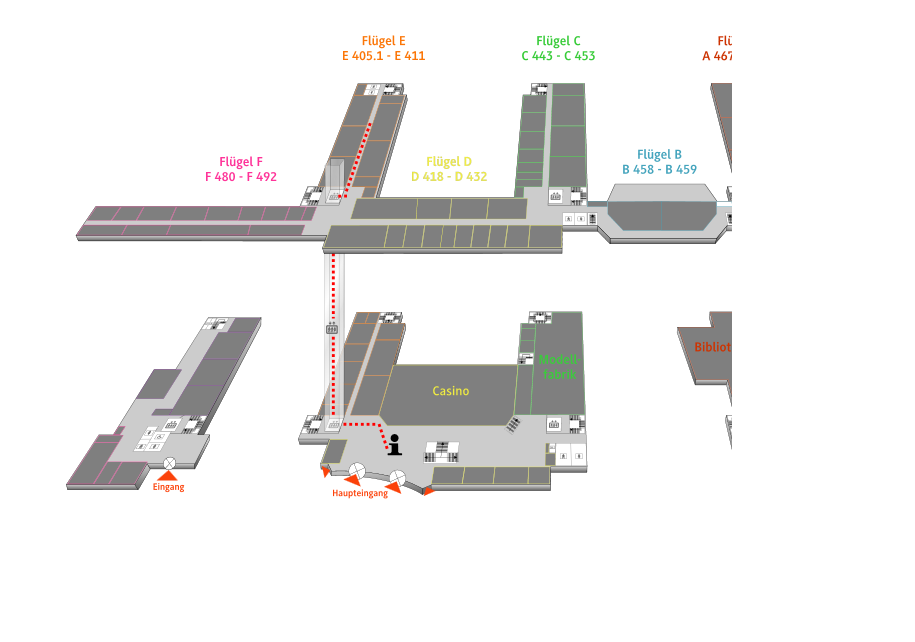 Flügel E
E 405.1 - E 411
Flügel C
C 443 - C 453
Flü
A 467
Flügel F
F 480 - F 492
Flügel D
D 418 - D 432
Flügel B
B 458 - B 459
Modell-
fabrik
Casino
Bibliot
Eingang
Haupteingang